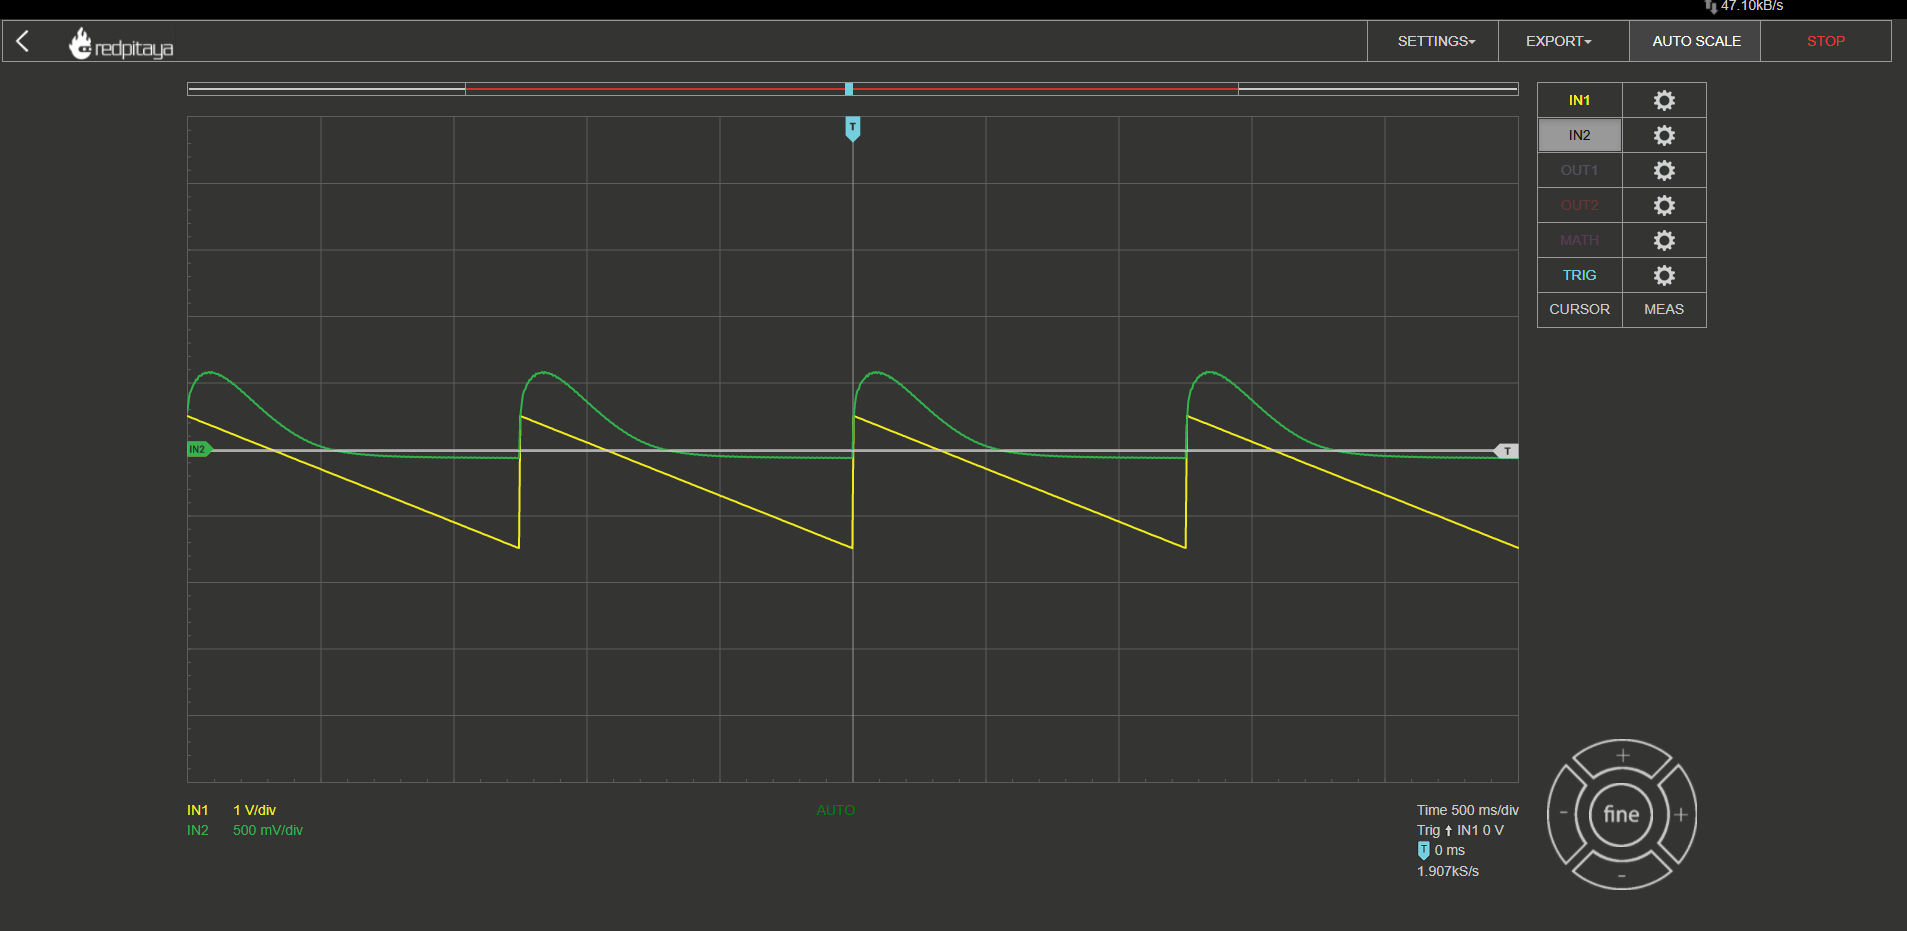 47.10kB/s
redpitaya
SETTINGS
EXPORT
AUTO SCALE
STOP
T
IN1
IN2
OUT1
OUT2
MATH
TRIG
CURSOR MEAS
IN2
T
IN1 1 V/div
IN2 500 mV/div
AUTO
Time 500 ms/div
Trig IN1 0 V
T 0 ms
1.907kS/s
+
- fine +
-